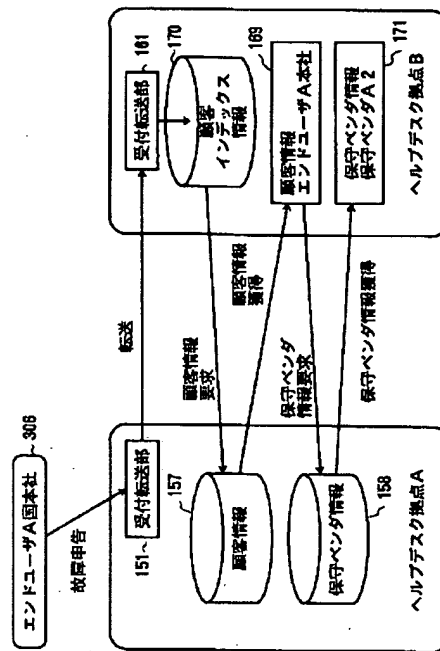 エンドユーザA国本社
306
故障申告
151
受付転送部
転送
受付転送部
161
170
顧客
インデックス
情報
顧客情報
要求
顧客情報
獲得
157
顧客情報
169
顧客情報
エンドユーザA本社
保守ベンダ
情報要求
158
保守ベンダ情報
保守ベンダ情報獲得
171
保守ベンダ情報
保守ベンダA2
ヘルプデスク拠点A
ヘルプデスク拠点B